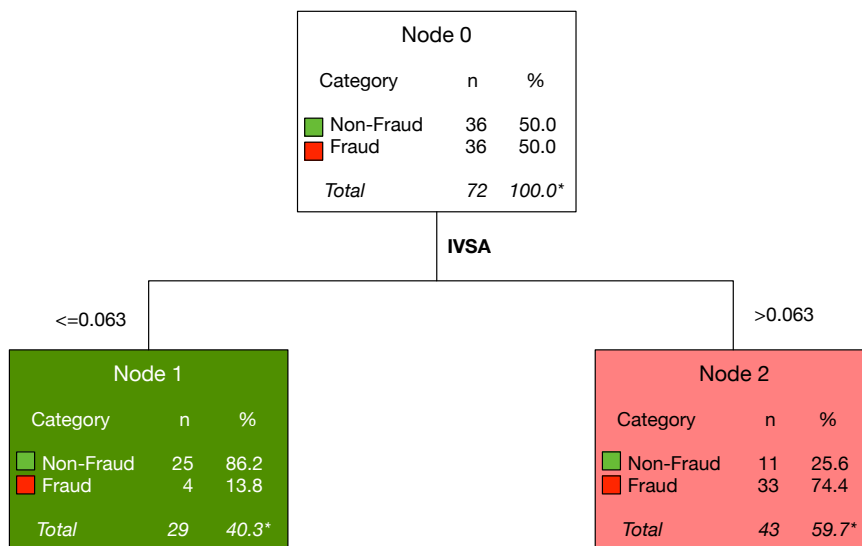 Node 0
Category n %
Non-Fraud 36 50.0
Fraud 36 50.0
Total 72 100.0*
IVSA
<=0.063
>0.063
Node 1
Category n %
Non-Fraud 25 86.2
Fraud 4 13.8
Total 29 40.3*
Node 2
Category n %
Non-Fraud 11 25.6
Fraud 33 74.4
Total 43 59.7*